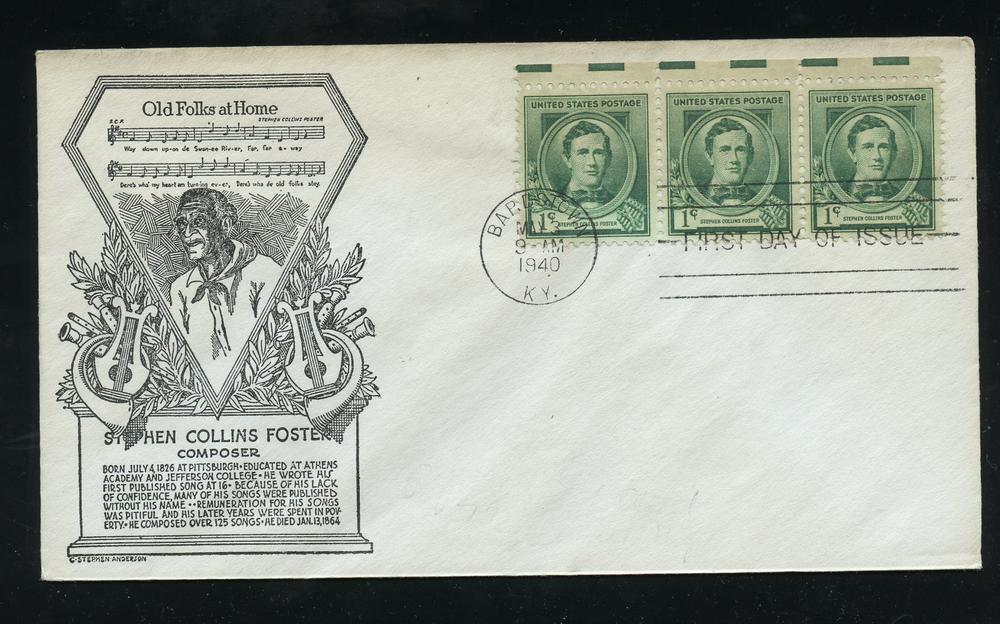 Old Folks at Home
S.C.F. STEPHEN COLLINS FOSTER
Way down up-on de Swan-ee Riv-er, Far, far a-way
Dere's wha' my heart am turn-ing ev-er, Dere's wha de old folks stay.
STEPHEN COLLINS FOSTER
COMPOSER
BORN JULY 4, 1826 AT PITTSBURGH • EDUCATED AT ATHENS
ACADEMY AND JEFFERSON COLLEGE • HE WROTE HIS
FIRST PUBLISHED SONG AT 16 • BECAUSE OF HIS LACK
OF CONFIDENCE, MANY OF HIS SONGS WERE PUBLISHED
WITHOUT HIS NAME •• REMUNERATION FOR HIS SONGS
WAS PITIFUL AND HIS LATER YEARS WERE SPENT IN POV-
ERTY • HE COMPOSED OVER 125 SONGS • HE DIED JAN. 13, 1864
C • STEPHEN ANDERSON
UNITED STATES POSTAGE
1¢
STEPHEN COLLINS FOSTER
UNITED STATES POSTAGE
1¢
STEPHEN COLLINS FOSTER
UNITED STATES POSTAGE
1¢
STEPHEN COLLINS FOSTER
MAY 3
9-AM
1940
KY.
FIRST DAY OF ISSUE